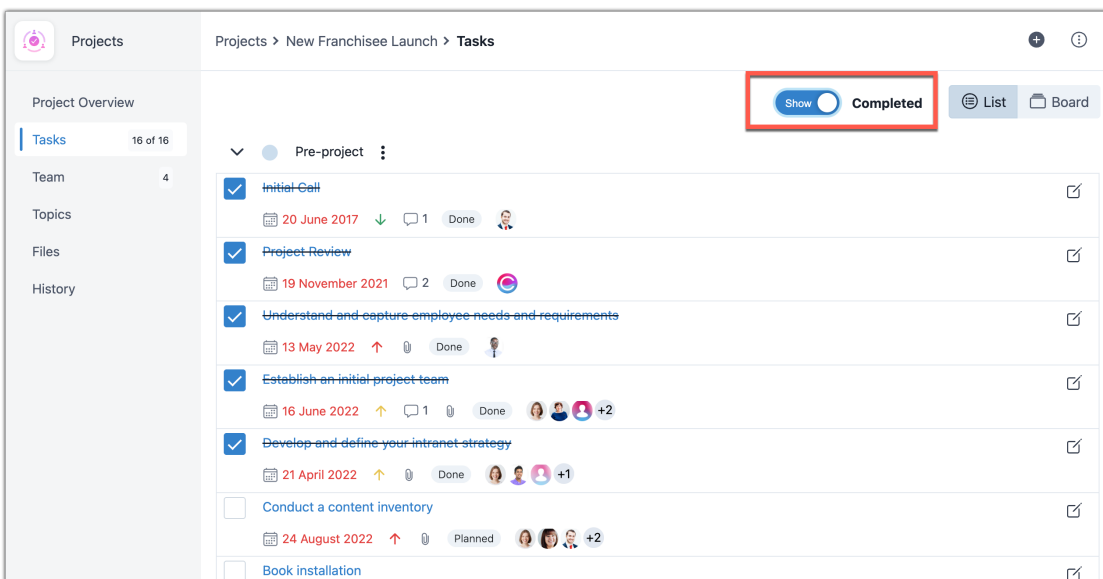 Projects
Projects > New Franchisee Launch > Tasks
Project Overview
Tasks 16 of 16
Team 4
Topics
Files
History
Show Completed
List Board
Pre-project
Initial Call
20 June 2017 1 Done
Project Review
19 November 2021 2 Done
Understand and capture employee needs and requirements
13 May 2022 Done
Establish an initial project team
16 June 2022 1 Done +2
Develop and define your intranet strategy
21 April 2022 Done +1
Conduct a content inventory
24 August 2022 Planned +2
Book installation